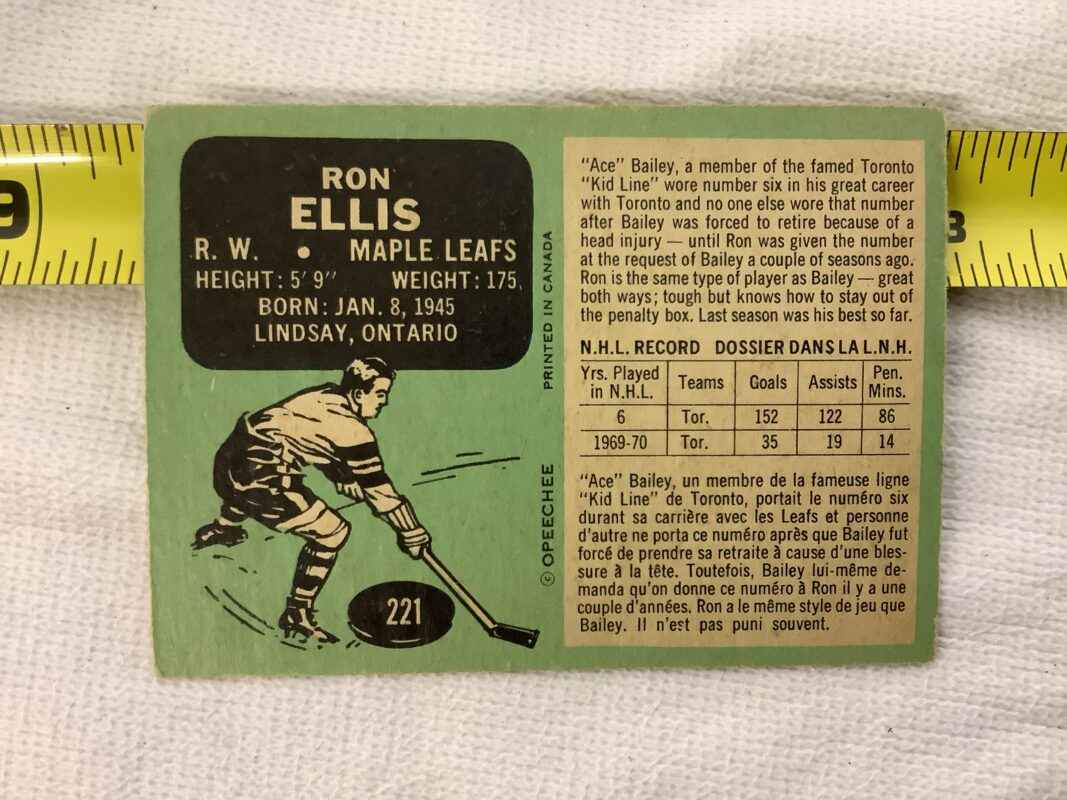 9
3
RON
ELLIS
R. W. • MAPLE LEAFS
HEIGHT: 5' 9" WEIGHT: 175,
BORN: JAN. 8, 1945
LINDSAY, ONTARIO
PRINTED IN CANADA
© OPEECHEE
221
"Ace" Bailey, a member of the famed Toronto
"Kid Line" wore number six in his great career
with Toronto and no one else wore that number
after Bailey was forced to retire because of a
head injury — until Ron was given the number
at the request of Bailey a couple of seasons ago.
Ron is the same type of player as Bailey — great
both ways; tough but knows how to stay out of
the penalty box. Last season was his best so far.
N.H.L. RECORD DOSSIER DANS LA L.N.H.
Yrs. Played in N.H.L. Teams Goals Assists Pen. Mins.
6 Tor. 152 122 86
1969-70 Tor. 35 19 14
"Ace" Bailey, un membre de la fameuse ligne
"Kid Line" de Toronto, portait le numéro six
durant sa carrière avec les Leafs et personne
d'autre ne porta ce numéro après que Bailey fut
forcé de prendre sa retraite à cause d'une bles-
sure à la tête. Toutefois, Bailey lui-même de-
manda qu'on donne ce numéro à Ron il y a une
couple d'années. Ron a le même style de jeu que
Bailey. Il n'est pas puni souvent.